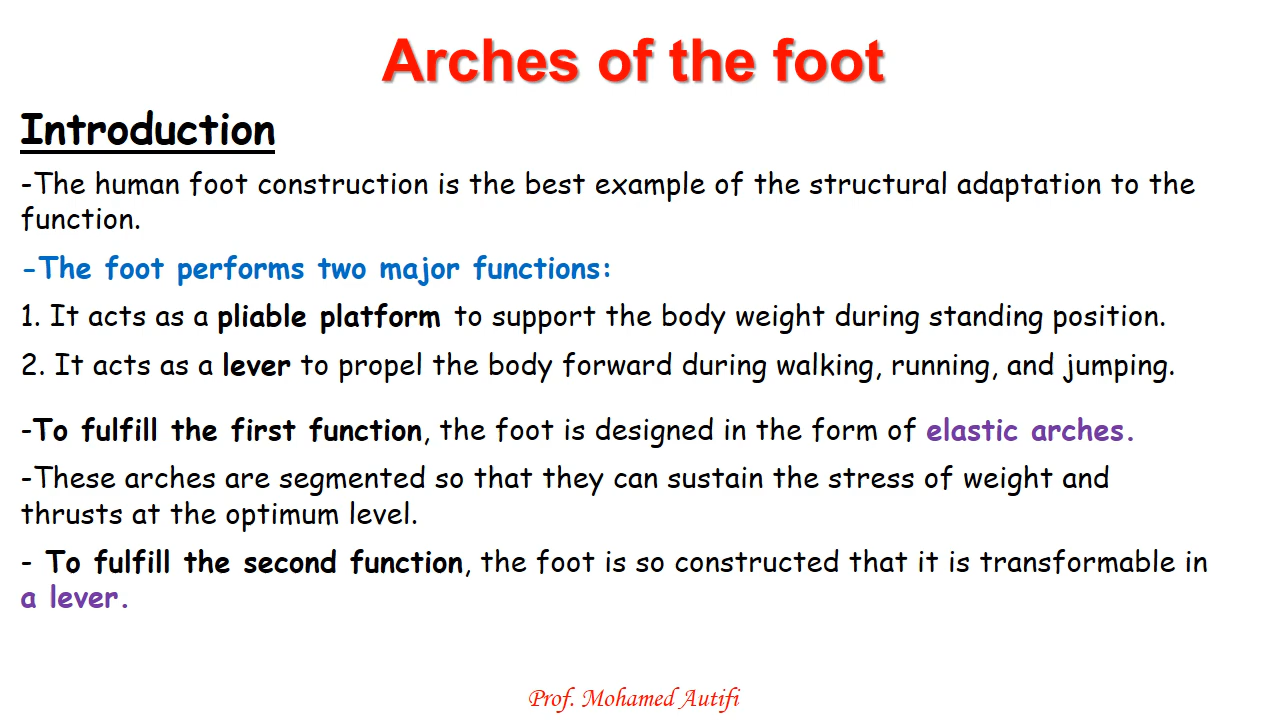 Arches of the foot
Introduction
-The human foot construction is the best example of the structural adaptation to the
function.
-The foot performs two major functions:
1. It acts as a pliable platform to support the body weight during standing position.
2. It acts as a lever to propel the body forward during walking, running, and jumping.
-To fulfill the first function, the foot is designed in the form of elastic arches.
-These arches are segmented so that they can sustain the stress of weight and
thrusts at the optimum level.
- To fulfill the second function, the foot is so constructed that it is transformable in
a lever.
Prof. Mohamed Autifi